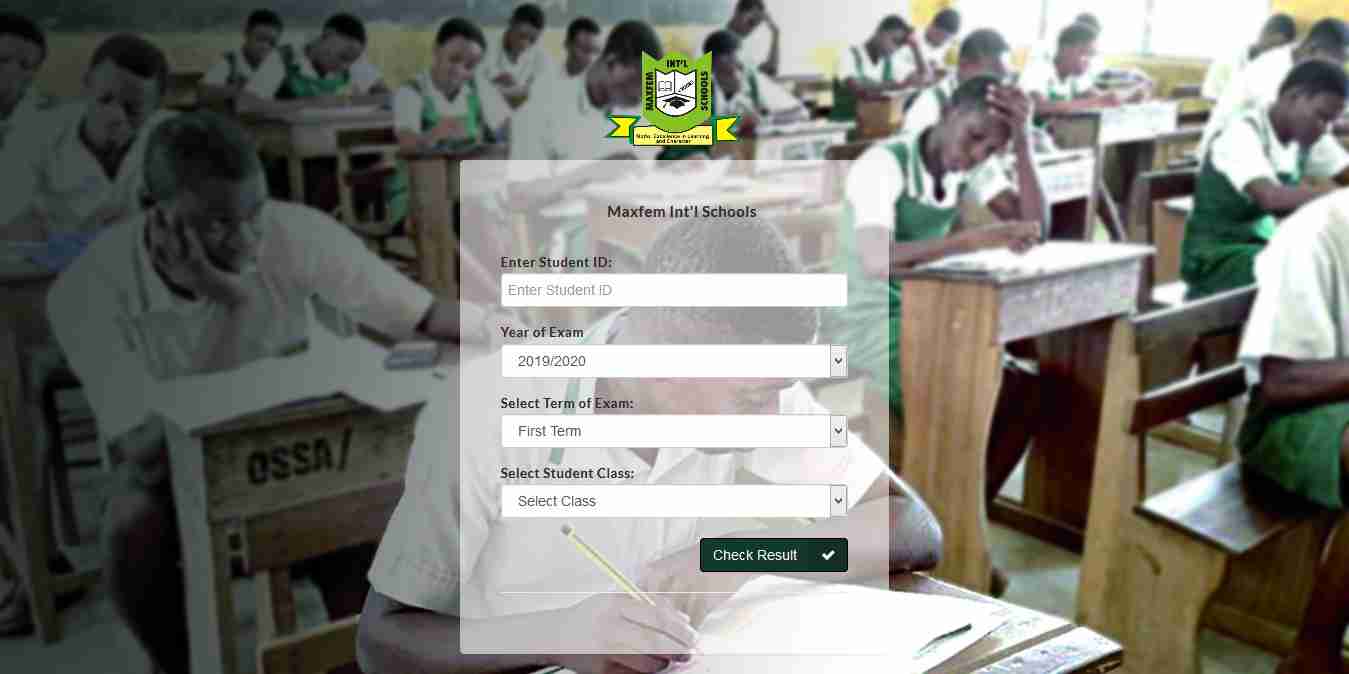 MAXFEM
INT'L
SCHOOLS
Motto: Excellence in Learning
and Character
Maxfem Int'l Schools
Enter Student ID:
Enter Student ID
Year of Exam
2019/2020
Select Term of Exam:
First Term
Select Student Class:
Select Class
Check Result
OSSA/